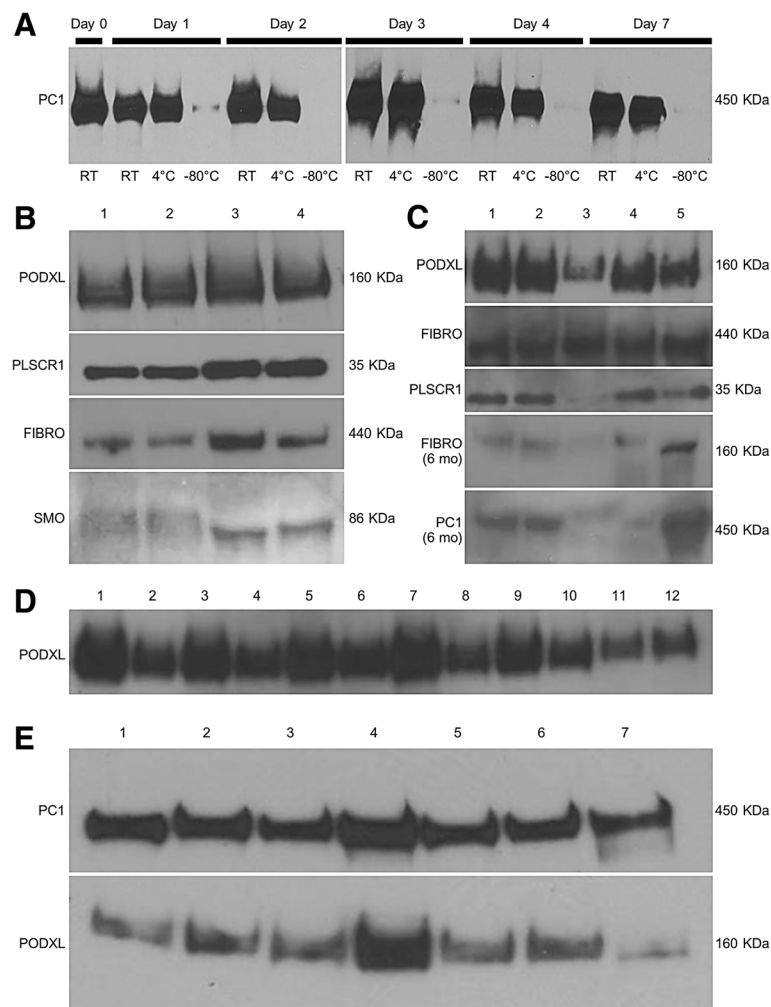 A
Day 0 Day 1 Day 2 Day 3 Day 4 Day 7
PC1 450 KDa
RT RT 4°C -80°C RT 4°C -80°C RT 4°C -80°C RT 4°C -80°C RT 4°C -80°C
B
1 2 3 4
PODXL 160 KDa
PLSCR1 35 KDa
FIBRO 440 KDa
SMO 86 KDa
C
1 2 3 4 5
PODXL 160 KDa
FIBRO 440 KDa
PLSCR1 35 KDa
FIBRO
(6 mo) 160 KDa
PC1
(6 mo) 450 KDa
D
1 2 3 4 5 6 7 8 9 10 11 12
PODXL
E
1 2 3 4 5 6 7
PC1 450 KDa
PODXL 160 KDa